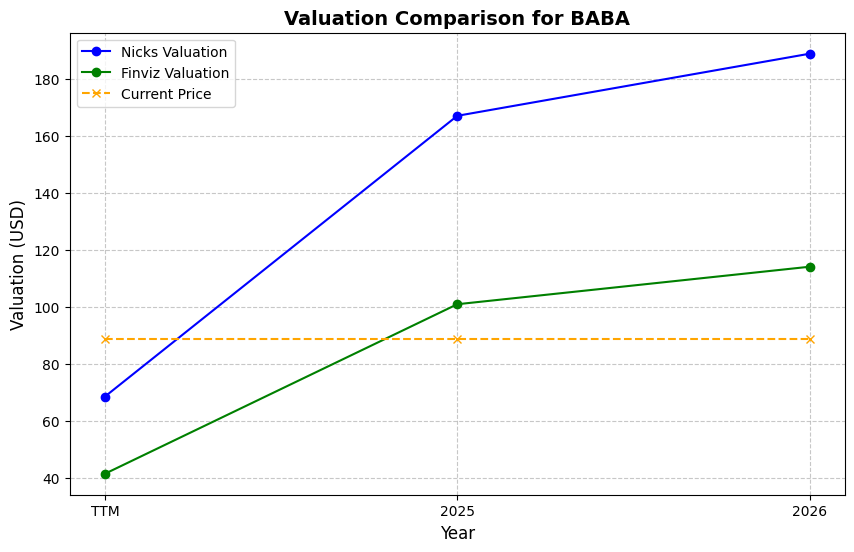 Valuation Comparison for BABA
Nicks Valuation
Finviz Valuation
Current Price
Valuation (USD)
180
160
140
120
100
80
60
40
TTM 2025 2026
Year